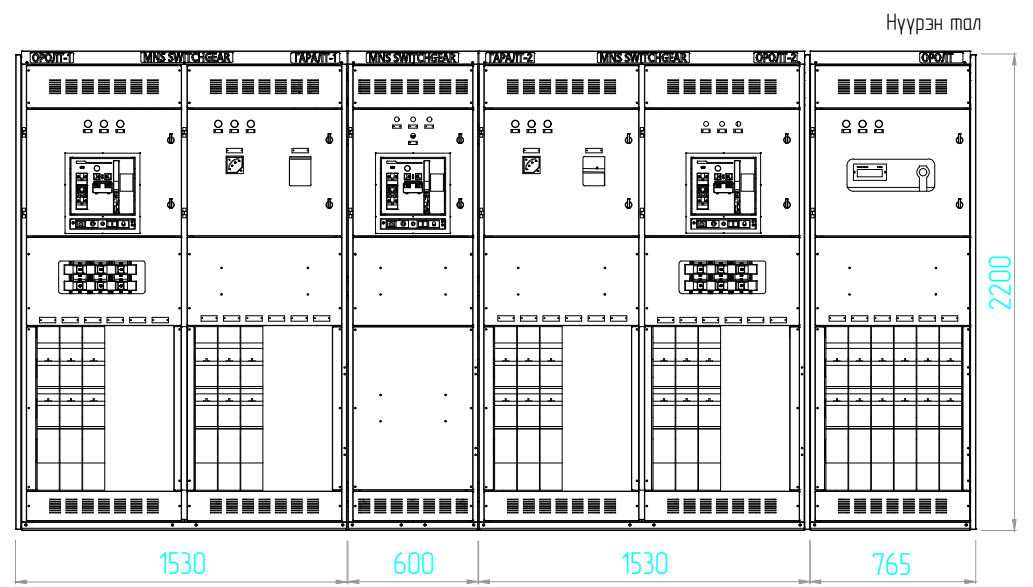 Нүүрэн тал
ОРОЛТ-1 MNS SWITCHGEAR ГАРАЛТ-1 MNS SWITCHGEAR ГАРАЛТ-2 MNS SWITCHGEAR ОРОЛТ-2 ОРОЛТ
2200
1530 600 1530 765